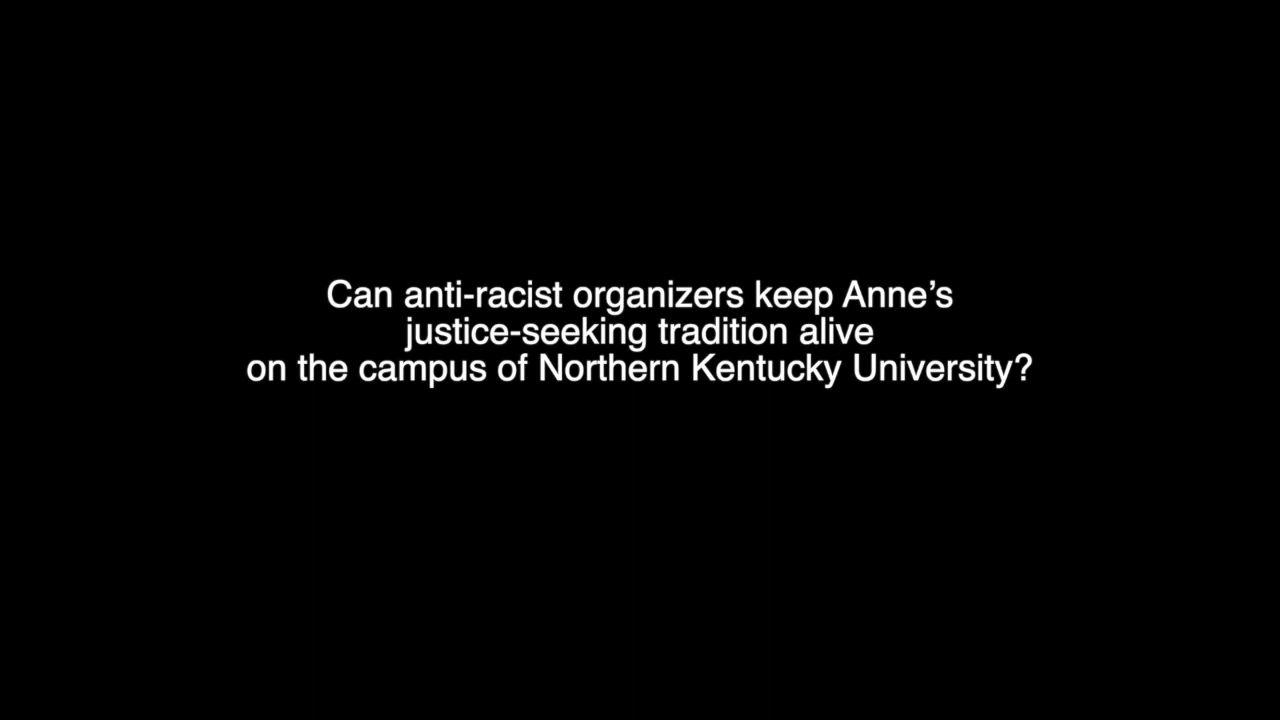 Can anti-racist organizers keep Anne’s
justice-seeking tradition alive
on the campus of Northern Kentucky University?